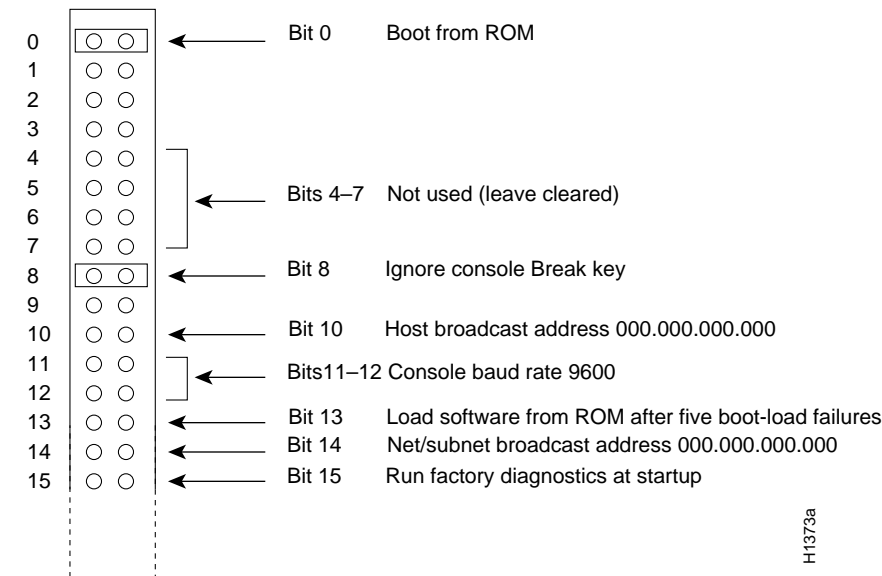 0 Bit 0 Boot from ROM
1
2
3
4
5 Bits 4–7 Not used (leave cleared)
6
7
8 Bit 8 Ignore console Break key
9
10 Bit 10 Host broadcast address 000.000.000.000
11
Bits11–12 Console baud rate 9600
12
13 Bit 13 Load software from ROM after five boot-load failures
14 Bit 14 Net/subnet broadcast address 000.000.000.000
15 Bit 15 Run factory diagnostics at startup
H1373a